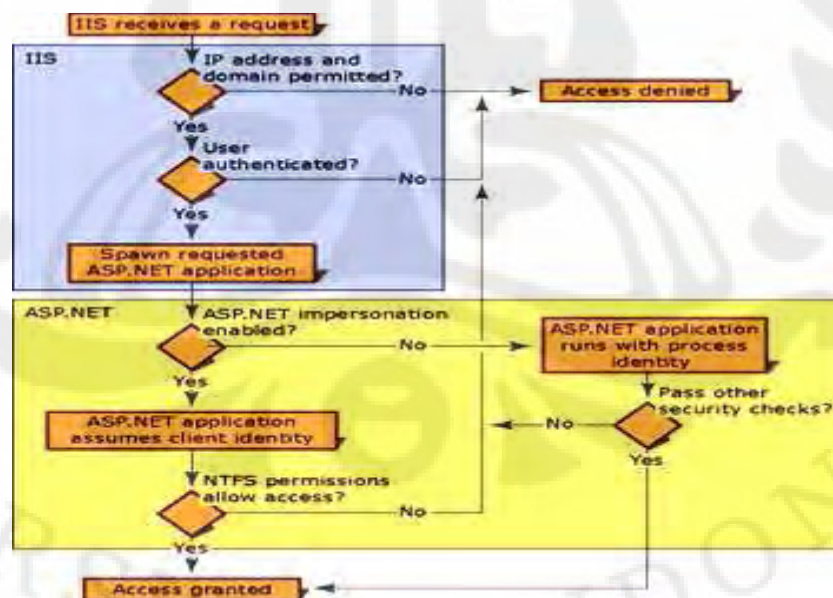 IIS receives a request
IIS
IP address and
domain permitted?
No
Access denied
Yes
User
authenticated?
No
Yes
Spawn requested
ASP.NET application
ASP.NET
ASP.NET impersonation
enabled?
No
ASP.NET application
runs with process
identity
Yes
Pass other
security checks?
No
Yes
ASP.NET application
assumes client identity
NTFS permissions
allow access?
No
Yes
Access granted